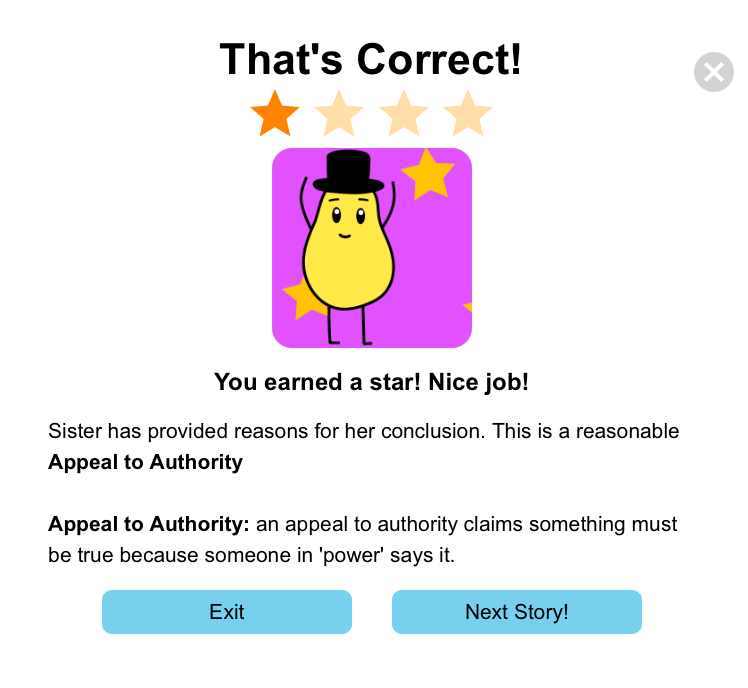 That's Correct!
You earned a star! Nice job!
Sister has provided reasons for her conclusion. This is a reasonable
Appeal to Authority
Appeal to Authority: an appeal to authority claims something must
be true because someone in 'power' says it.
Exit
Next Story!